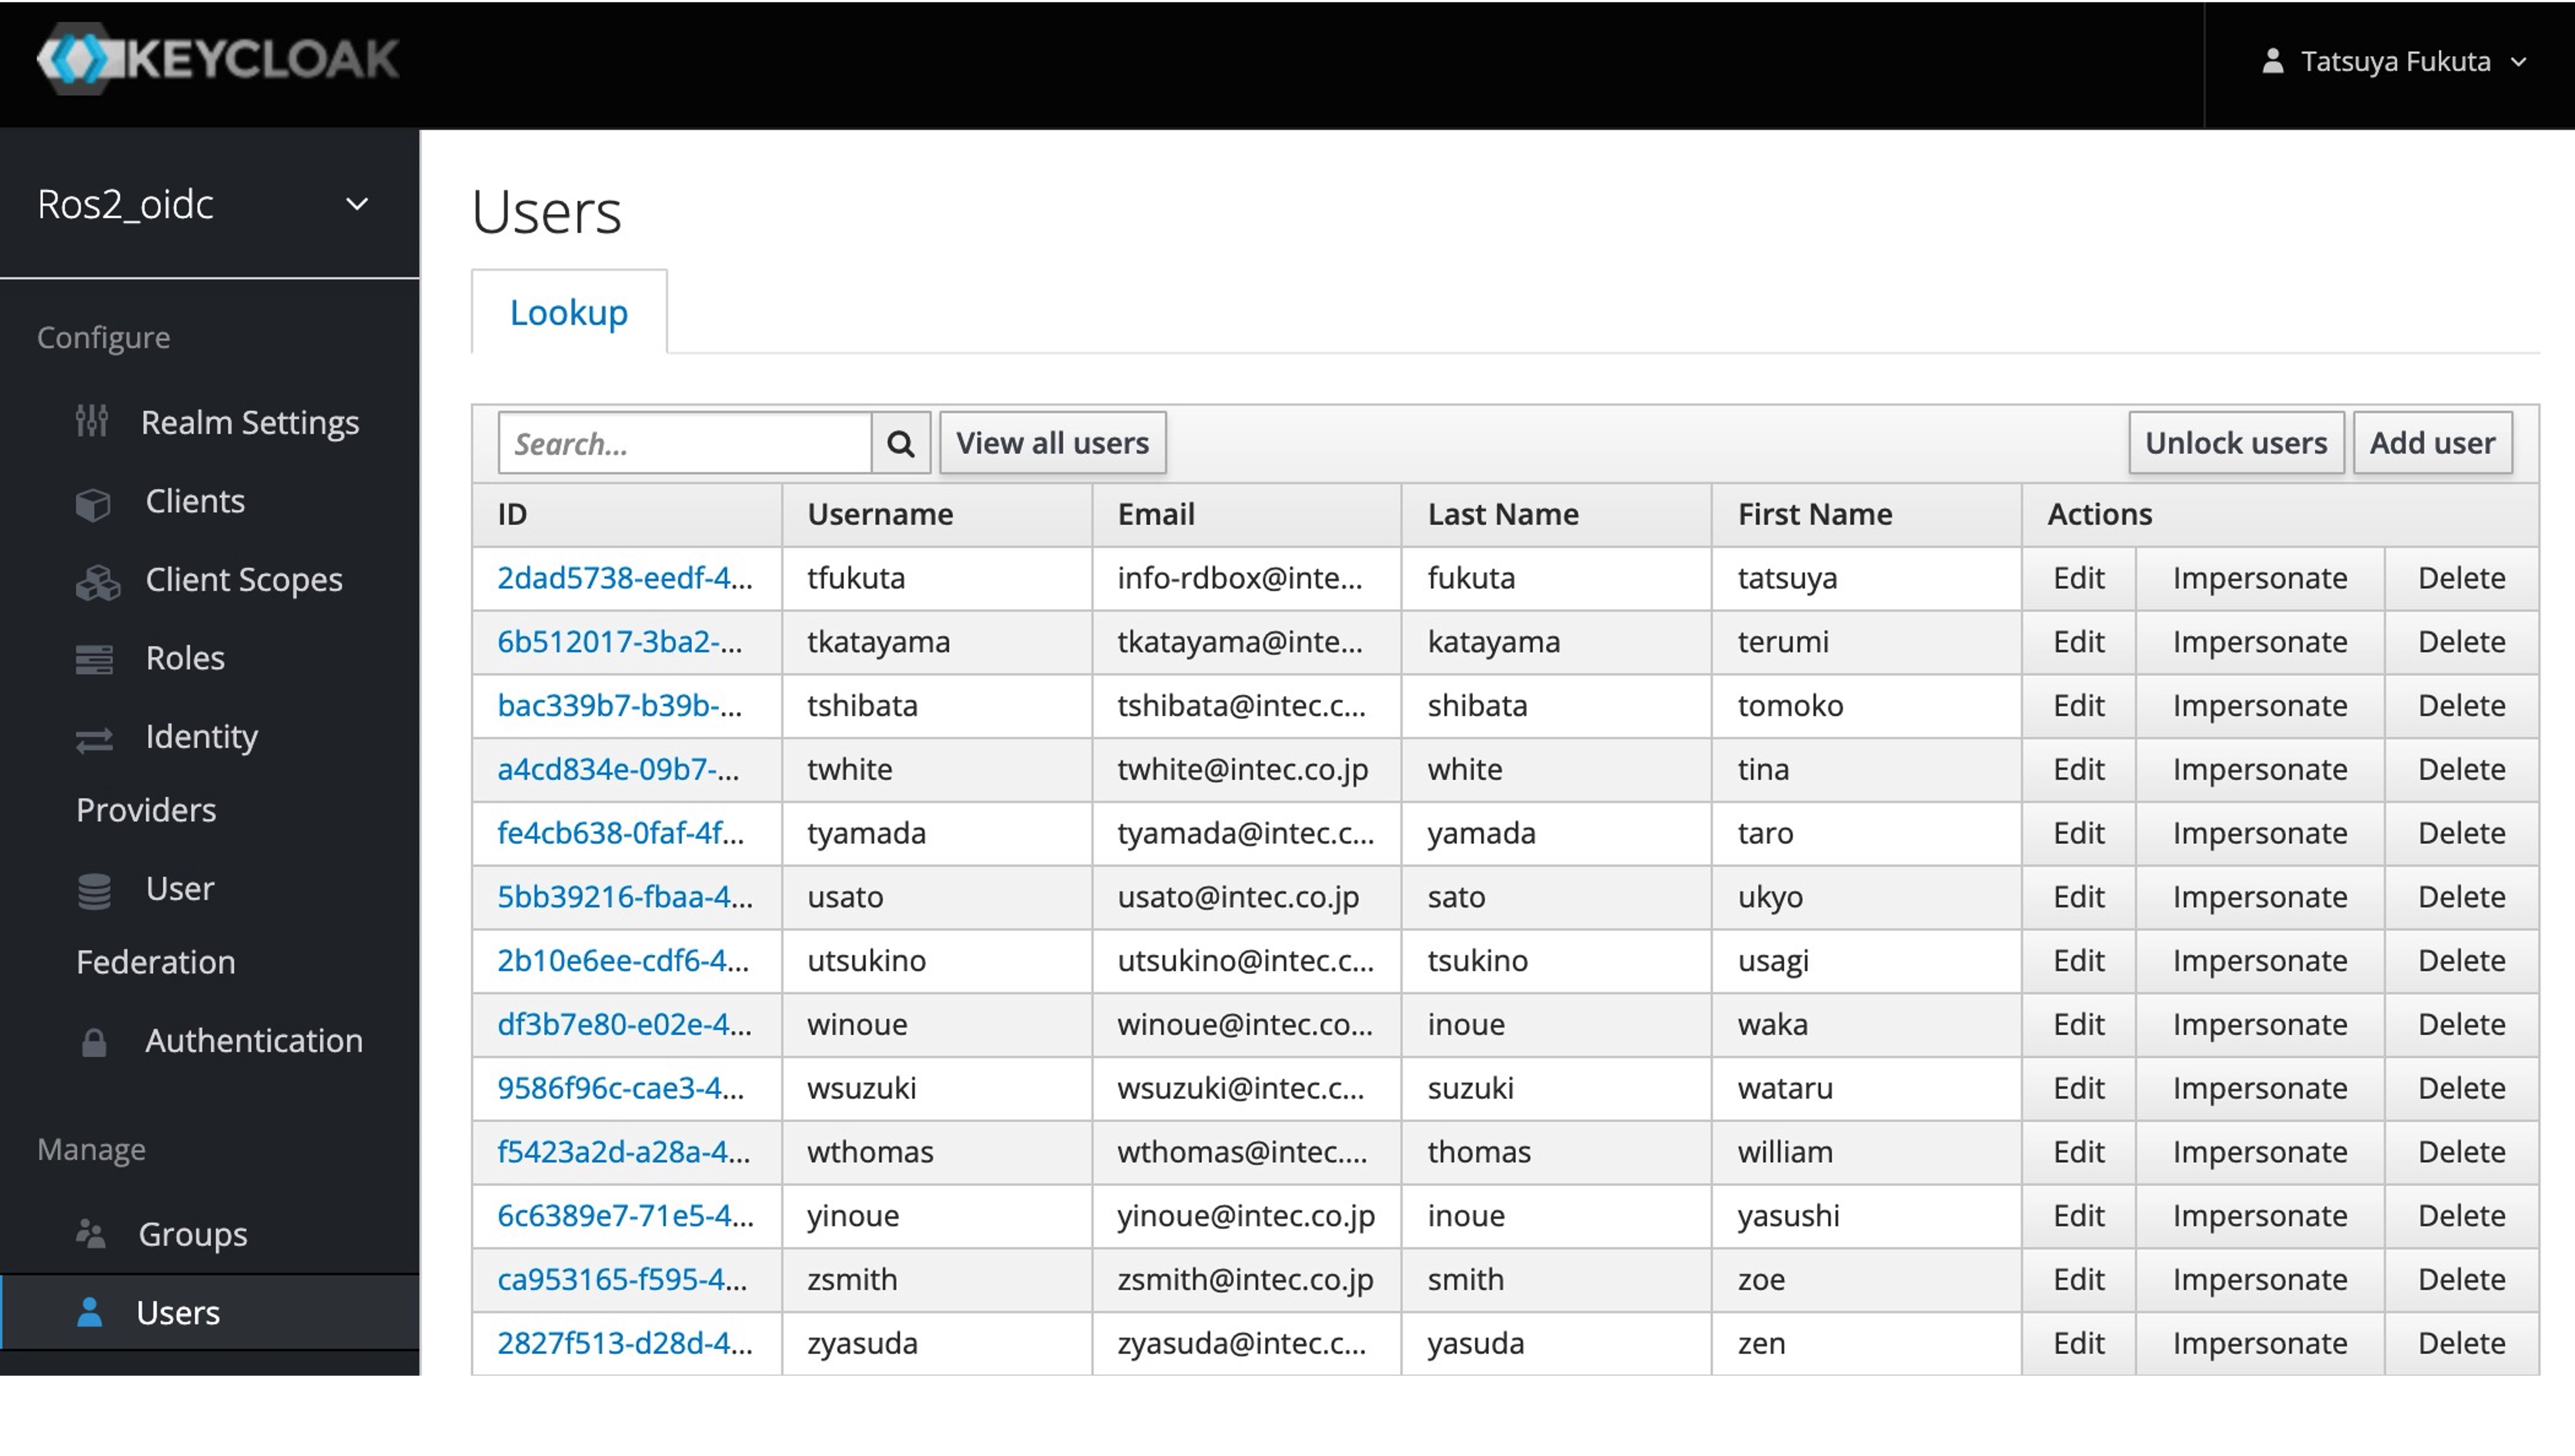 KEYCLOAK
Tatsuya Fukuta
Ros2_oidc
Configure
Realm Settings
Clients
Client Scopes
Roles
Identity
Providers
User
Federation
Authentication
Manage
Groups
Users
Users
Lookup
Search... View all users Unlock users Add user
ID Username Email Last Name First Name Actions
2dad5738-eedf-4... tfukuta info-rdbox@inte... fukuta tatsuya Edit Impersonate Delete
6b512017-3ba2-... tkatayama tkatayama@inte... katayama terumi Edit Impersonate Delete
bac339b7-b39b-... tshibata tshibata@intec.c... shibata tomoko Edit Impersonate Delete
a4cd834e-09b7-... twhite twhite@intec.co.jp white tina Edit Impersonate Delete
fe4cb638-0faf-4f... tyamada tyamada@intec.c... yamada taro Edit Impersonate Delete
5bb39216-fbaa-4... usato usato@intec.co.jp sato ukyo Edit Impersonate Delete
2b10e6ee-cdf6-4... utsukino utsukino@intec.c... tsukino usagi Edit Impersonate Delete
df3b7e80-e02e-4... winoue winoue@intec.co... inoue waka Edit Impersonate Delete
9586f96c-cae3-4... wsuzuki wsuzuki@intec.c... suzuki wataru Edit Impersonate Delete
f5423a2d-a28a-4... wthomas wthomas@intec.... thomas william Edit Impersonate Delete
6c6389e7-71e5-4... yinoue yinoue@intec.co.jp inoue yasushi Edit Impersonate Delete
ca953165-f595-4... zsmith zsmith@intec.co.jp smith zoe Edit Impersonate Delete
2827f513-d28d-4... zyasuda zyasuda@intec.c... yasuda zen Edit Impersonate Delete